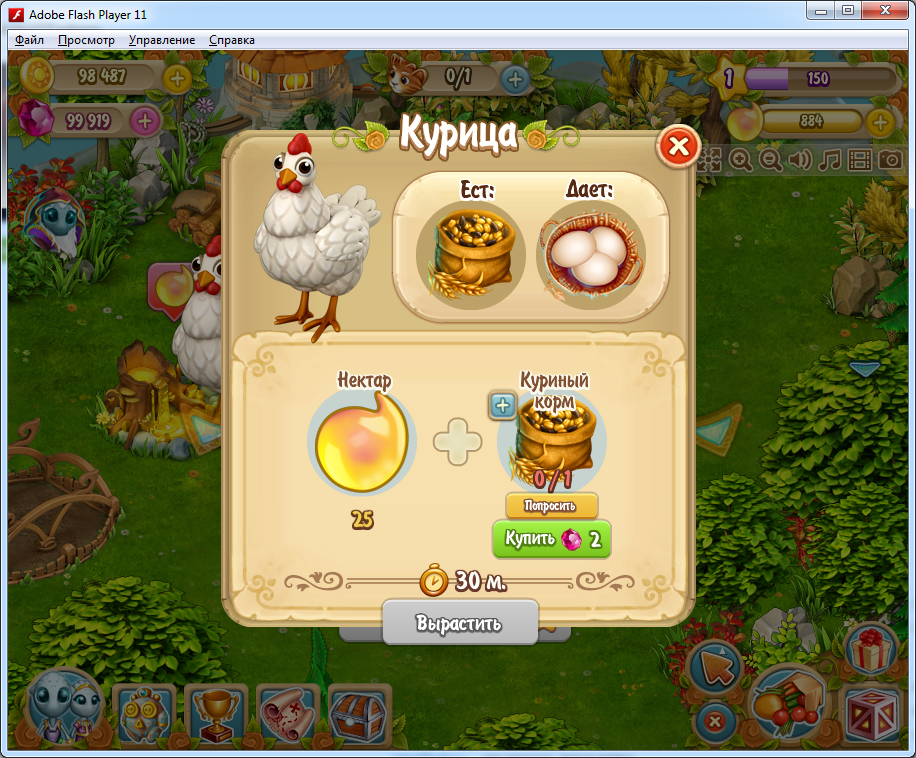 Adobe Flash Player 11
Файл Просмотр Управление Справка
98 487
0/1
1
150
99 919
884
Курица
Ест:
Дает:
Нектар
Куриный
корм
0/1
25
Попросить
Купить 2
30 м.
Вырастить